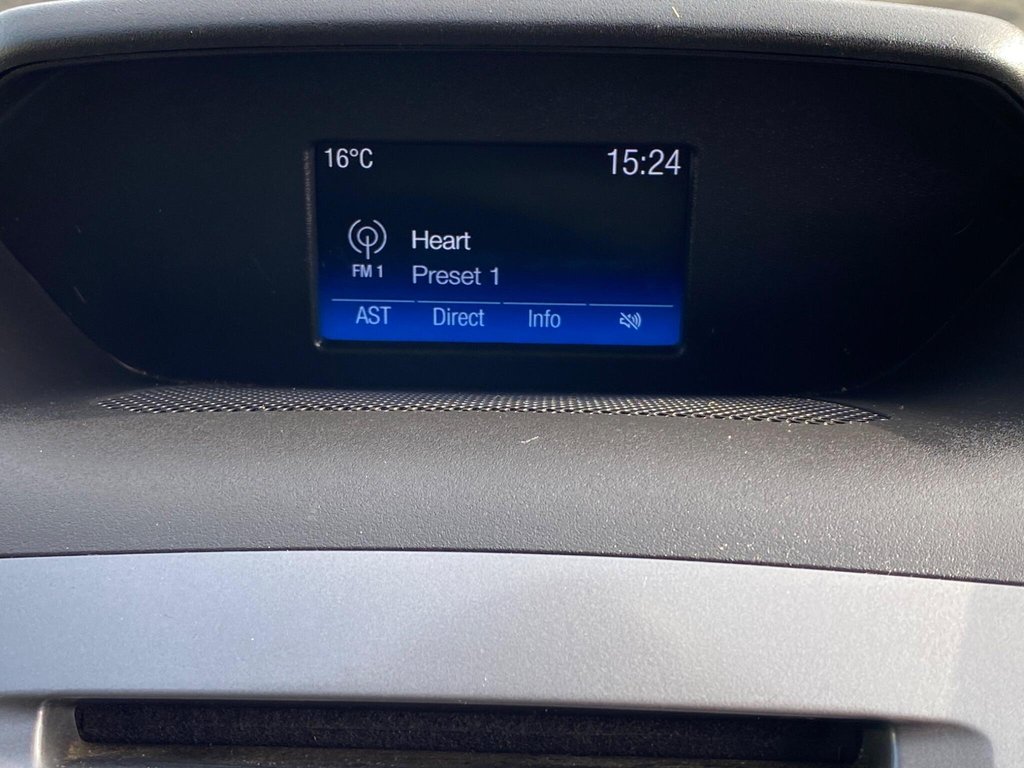 16°C 15:24
Heart
FM 1 Preset 1
AST Direct Info